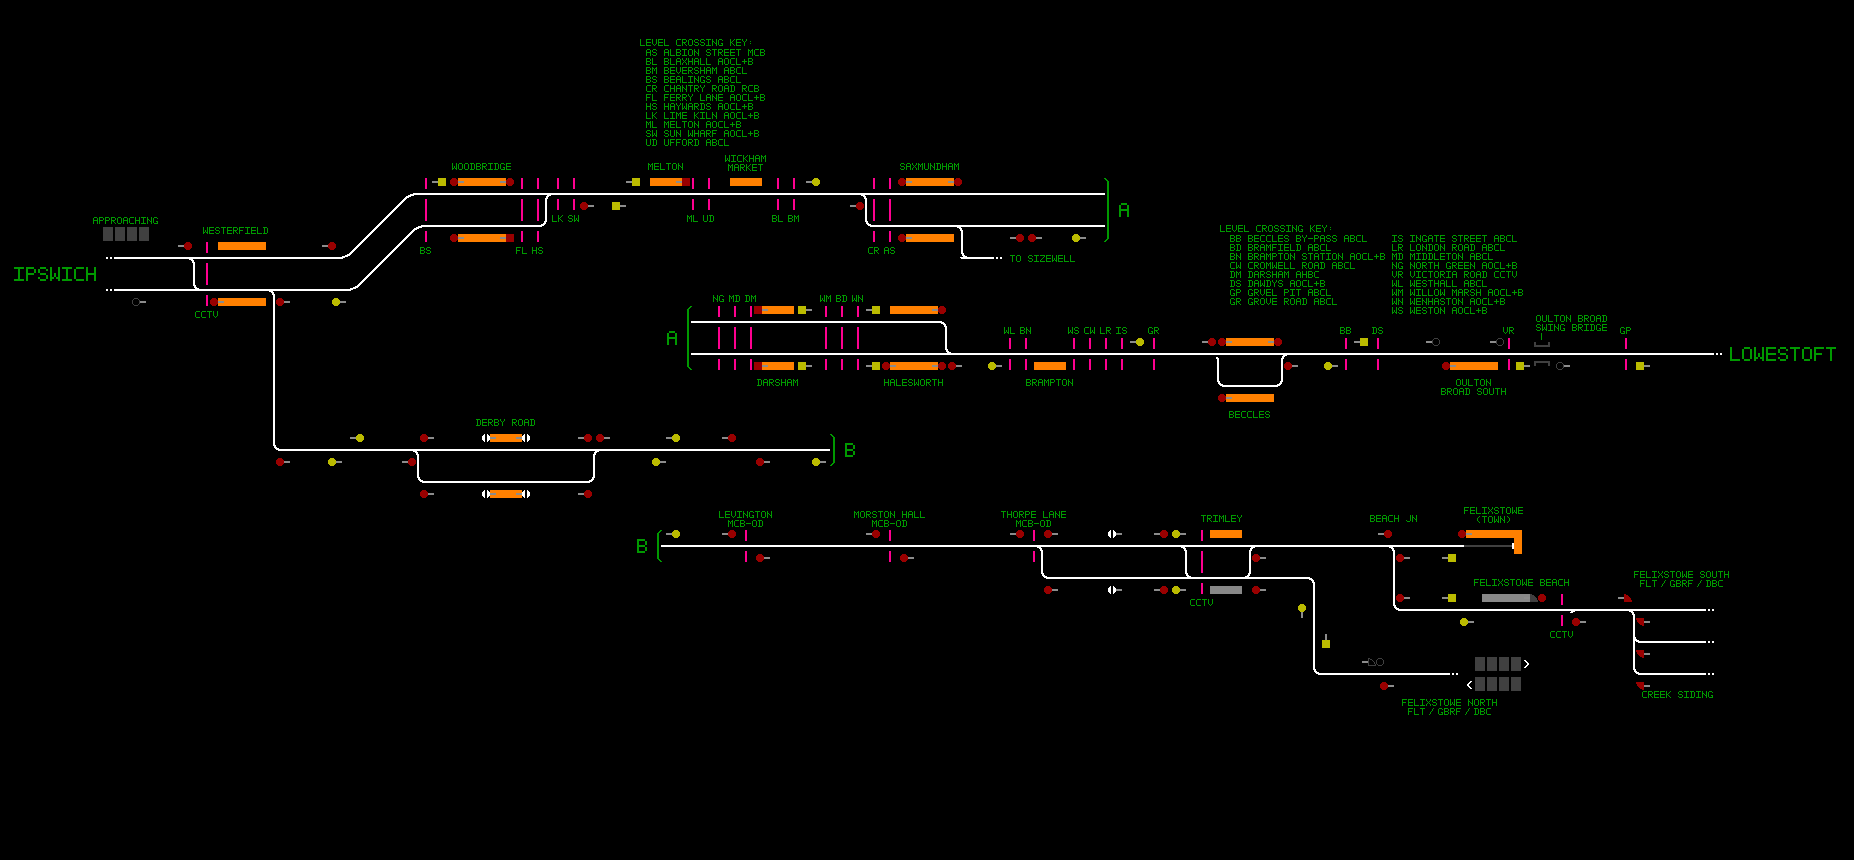 LEVEL CROSSING KEY:
AS ALBION STREET MCB
BL BLAXHALL AOCL+B
BM BEVERSHAM ABCL
BS BEALINGS ABCL
CR CHANTRY ROAD RCB
FL FERRY LANE AOCL+B
HS HAYWARDS AOCL+B
LK LIME KILN AOCL+B
ML MELTON AOCL+B
SW SUN WHARF AOCL+B
UD UFFORD ABCL
WOODBRIDGE
MELTON
WICKHAM
MARKET
SAXMUNDHAM
APPROACHING
WESTERFIELD
LK SW
ML UD
BL BM
A
BS
FL HS
CR AS
TO SIZEWELL
IPSWICH
CCTV
LEVEL CROSSING KEY:
BB BECCLES BY-PASS ABCL
BD BRAMFIELD ABCL
BN BRAMPTON STATION AOCL+B
CW CROMWELL ROAD ABCL
DM DARSHAM AHBC
DS DAWDYS AOCL+B
GP GRVEL PIT ABCL
GR GROVE ROAD ABCL
IS INGATE STREET ABCL
LR LONDON ROAD ABCL
MD MIDDLETON ABCL
NG NORTH GREEN AOCL+B
VR VICTORIA ROAD CCTV
WL WESTHALL ABCL
WM WILLOW MARSH AOCL+B
WN WENHASTON AOCL+B
WS WESTON AOCL+B
NG MD DM
WM BD WN
A
WL BN
WS CW LR IS
GR
BB
DS
VR
OULTON BROAD
SWING BRIDGE
GP
LOWESTOFT
DARSHAM
HALESWORTH
BRAMPTON
BECCLES
OULTON
BROAD SOUTH
DERBY ROAD
B
LEVINGTON
MCB-OD
MORSTON HALL
MCB-OD
THORPE LANE
MCB-OD
TRIMLEY
BEACH JN
FELIXSTOWE
(TOWN)
B
CCTV
FELIXSTOWE BEACH
FELIXSTOWE SOUTH
FLT / GBRF / DBC
CCTV
CREEK SIDING
FELIXSTOWE NORTH
FLT / GBRF / DBC